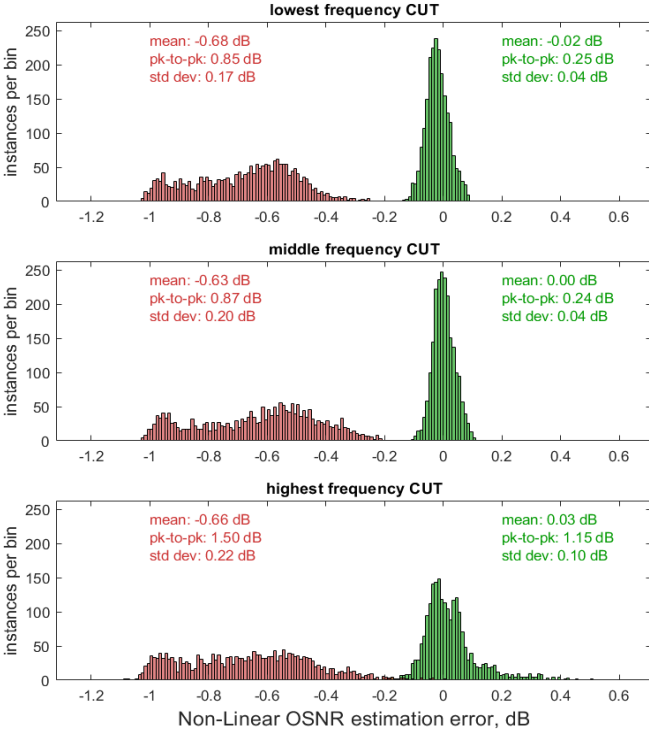 lowest frequency CUT
mean: -0.68 dB
pk-to-pk: 0.85 dB
std dev: 0.17 dB
mean: -0.02 dB
pk-to-pk: 0.25 dB
std dev: 0.04 dB
instances per bin
250
200
150
100
50
0
-1.2 -1 -0.8 -0.6 -0.4 -0.2 0 0.2 0.4 0.6
middle frequency CUT
mean: -0.63 dB
pk-to-pk: 0.87 dB
std dev: 0.20 dB
mean: 0.00 dB
pk-to-pk: 0.24 dB
std dev: 0.04 dB
instances per bin
250
200
150
100
50
0
-1.2 -1 -0.8 -0.6 -0.4 -0.2 0 0.2 0.4 0.6
highest frequency CUT
mean: -0.66 dB
pk-to-pk: 1.50 dB
std dev: 0.22 dB
mean: 0.03 dB
pk-to-pk: 1.15 dB
std dev: 0.10 dB
instances per bin
250
200
150
100
50
0
-1.2 -1 -0.8 -0.6 -0.4 -0.2 0 0.2 0.4 0.6
Non-Linear OSNR estimation error, dB